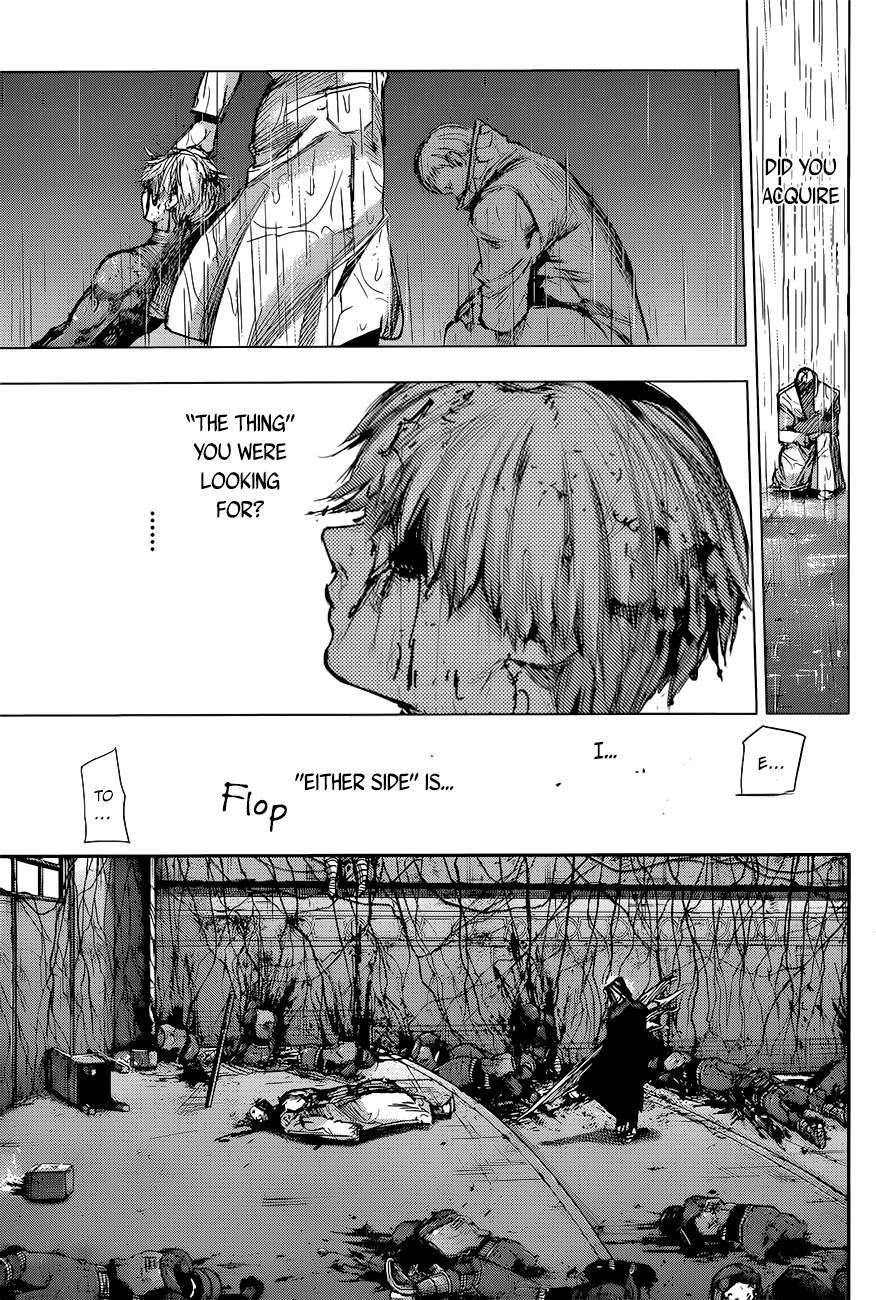 DID YOU
ACQUIRE
"THE THING"
YOU WERE
LOOKING
FOR?
......
E...
I...
"EITHER SIDE" IS...
Flop
TO
...